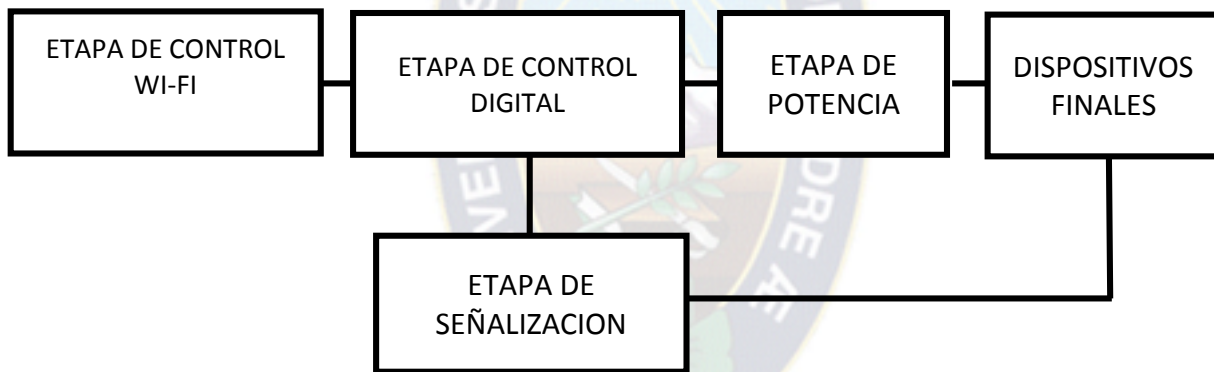 ETAPA DE CONTROL
WI-FI
ETAPA DE CONTROL
DIGITAL
ETAPA DE
POTENCIA
DISPOSITIVOS
FINALES
ETAPA DE
SEÑALIZACION